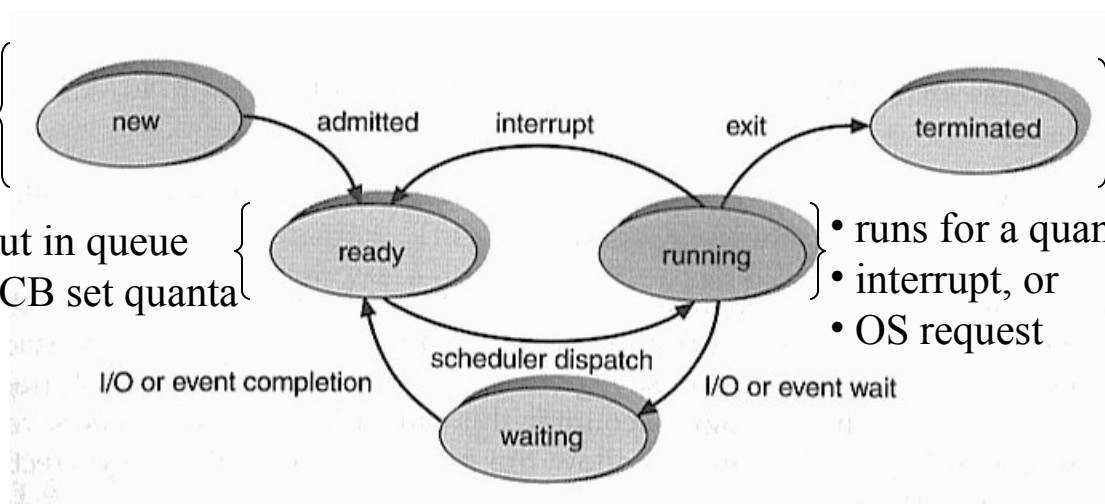 new
admitted
interrupt
exit
terminated
ut in queue
CB set quanta
ready
running
• runs for a quan
• interrupt, or
• OS request
scheduler dispatch
I/O or event completion
I/O or event wait
waiting